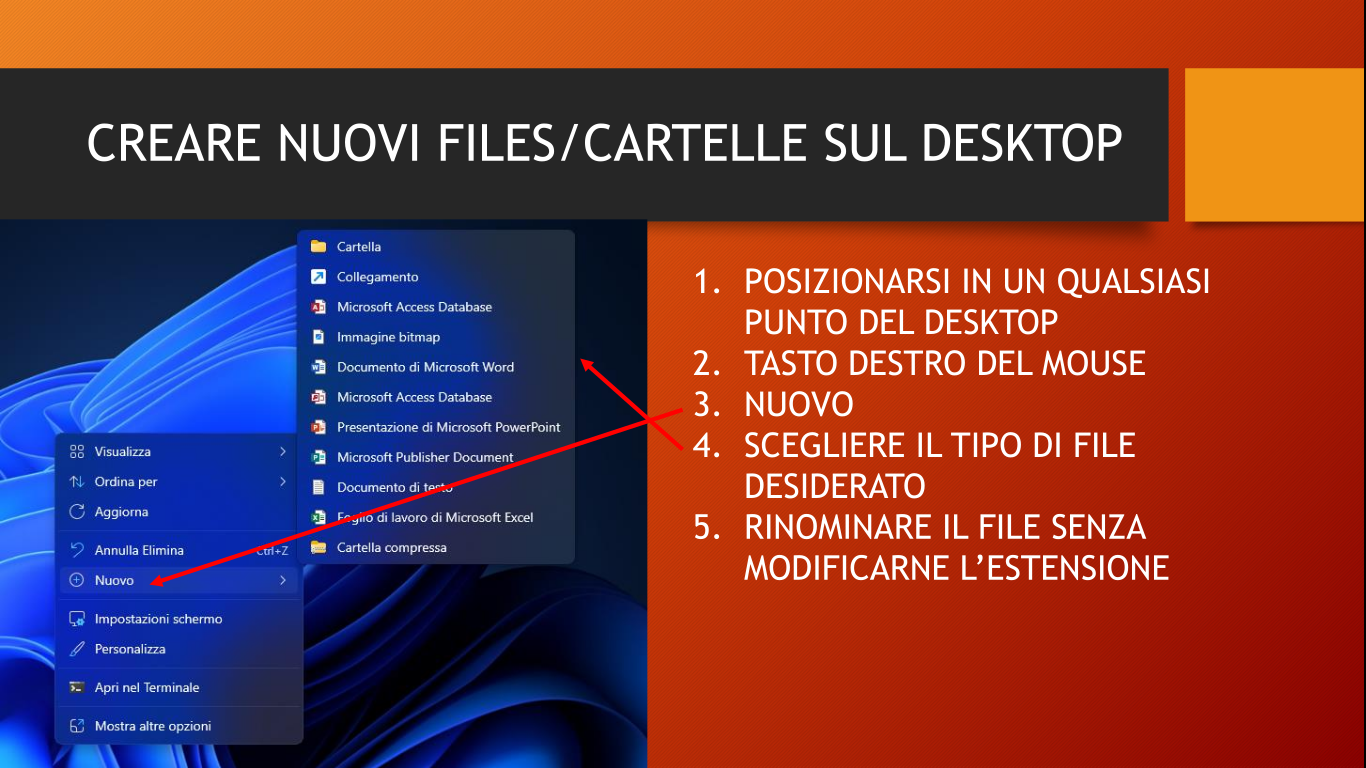 CREARE NUOVI FILES/CARTELLE SUL DESKTOP
Cartella
Collegamento
Microsoft Access Database
Immagine bitmap
Documento di Microsoft Word
Microsoft Access Database
Presentazione di Microsoft PowerPoint
Microsoft Publisher Document
Documento di testo
Foglio di lavoro di Microsoft Excel
Cartella compressa
Visualizza
Ordina per
Aggiorna
Annulla Elimina Ctrl+Z
Nuovo
Impostazioni schermo
Personalizza
Apri nel Terminale
Mostra altre opzioni
1. POSIZIONARSI IN UN QUALSIASI
PUNTO DEL DESKTOP
2. TASTO DESTRO DEL MOUSE
3. NUOVO
4. SCEGLIERE IL TIPO DI FILE
DESIDERATO
5. RINOMINARE IL FILE SENZA
MODIFICARNE L’ESTENSIONE